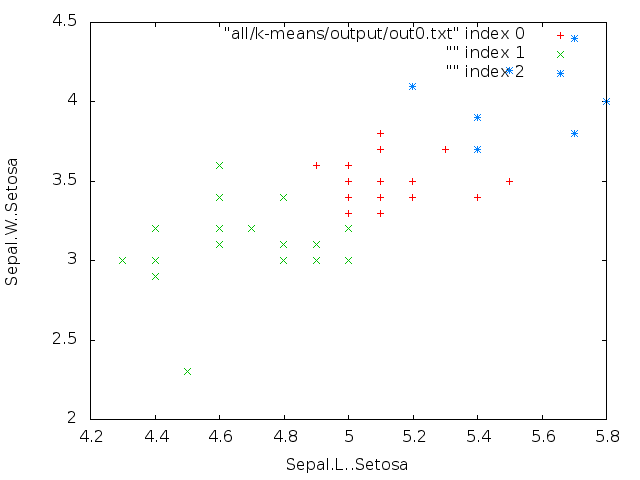 "all/k-means/output/out0.txt" index 0
"" index 1
"" index 2
4.5
4
3.5
3
2.5
2
Sepal.W..Setosa
4.2 4.4 4.6 4.8 5 5.2 5.4 5.6 5.8
Sepal.L..Setosa